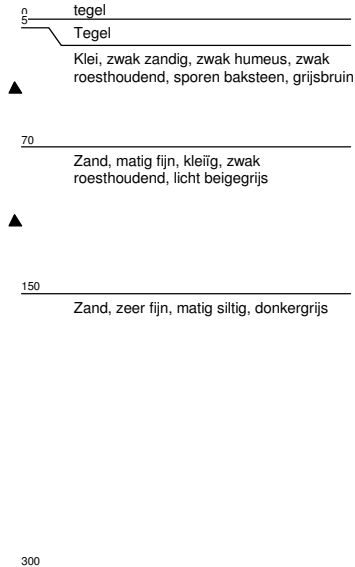 0 tegel
5
Tegel
Klei, zwak zandig, zwak humeus, zwak
roesthoudend, sporen baksteen, grijsbruin
70
Zand, matig fijn, kleiïg, zwak
roesthoudend, licht beigegrijs
150
Zand, zeer fijn, matig siltig, donkergrijs
300